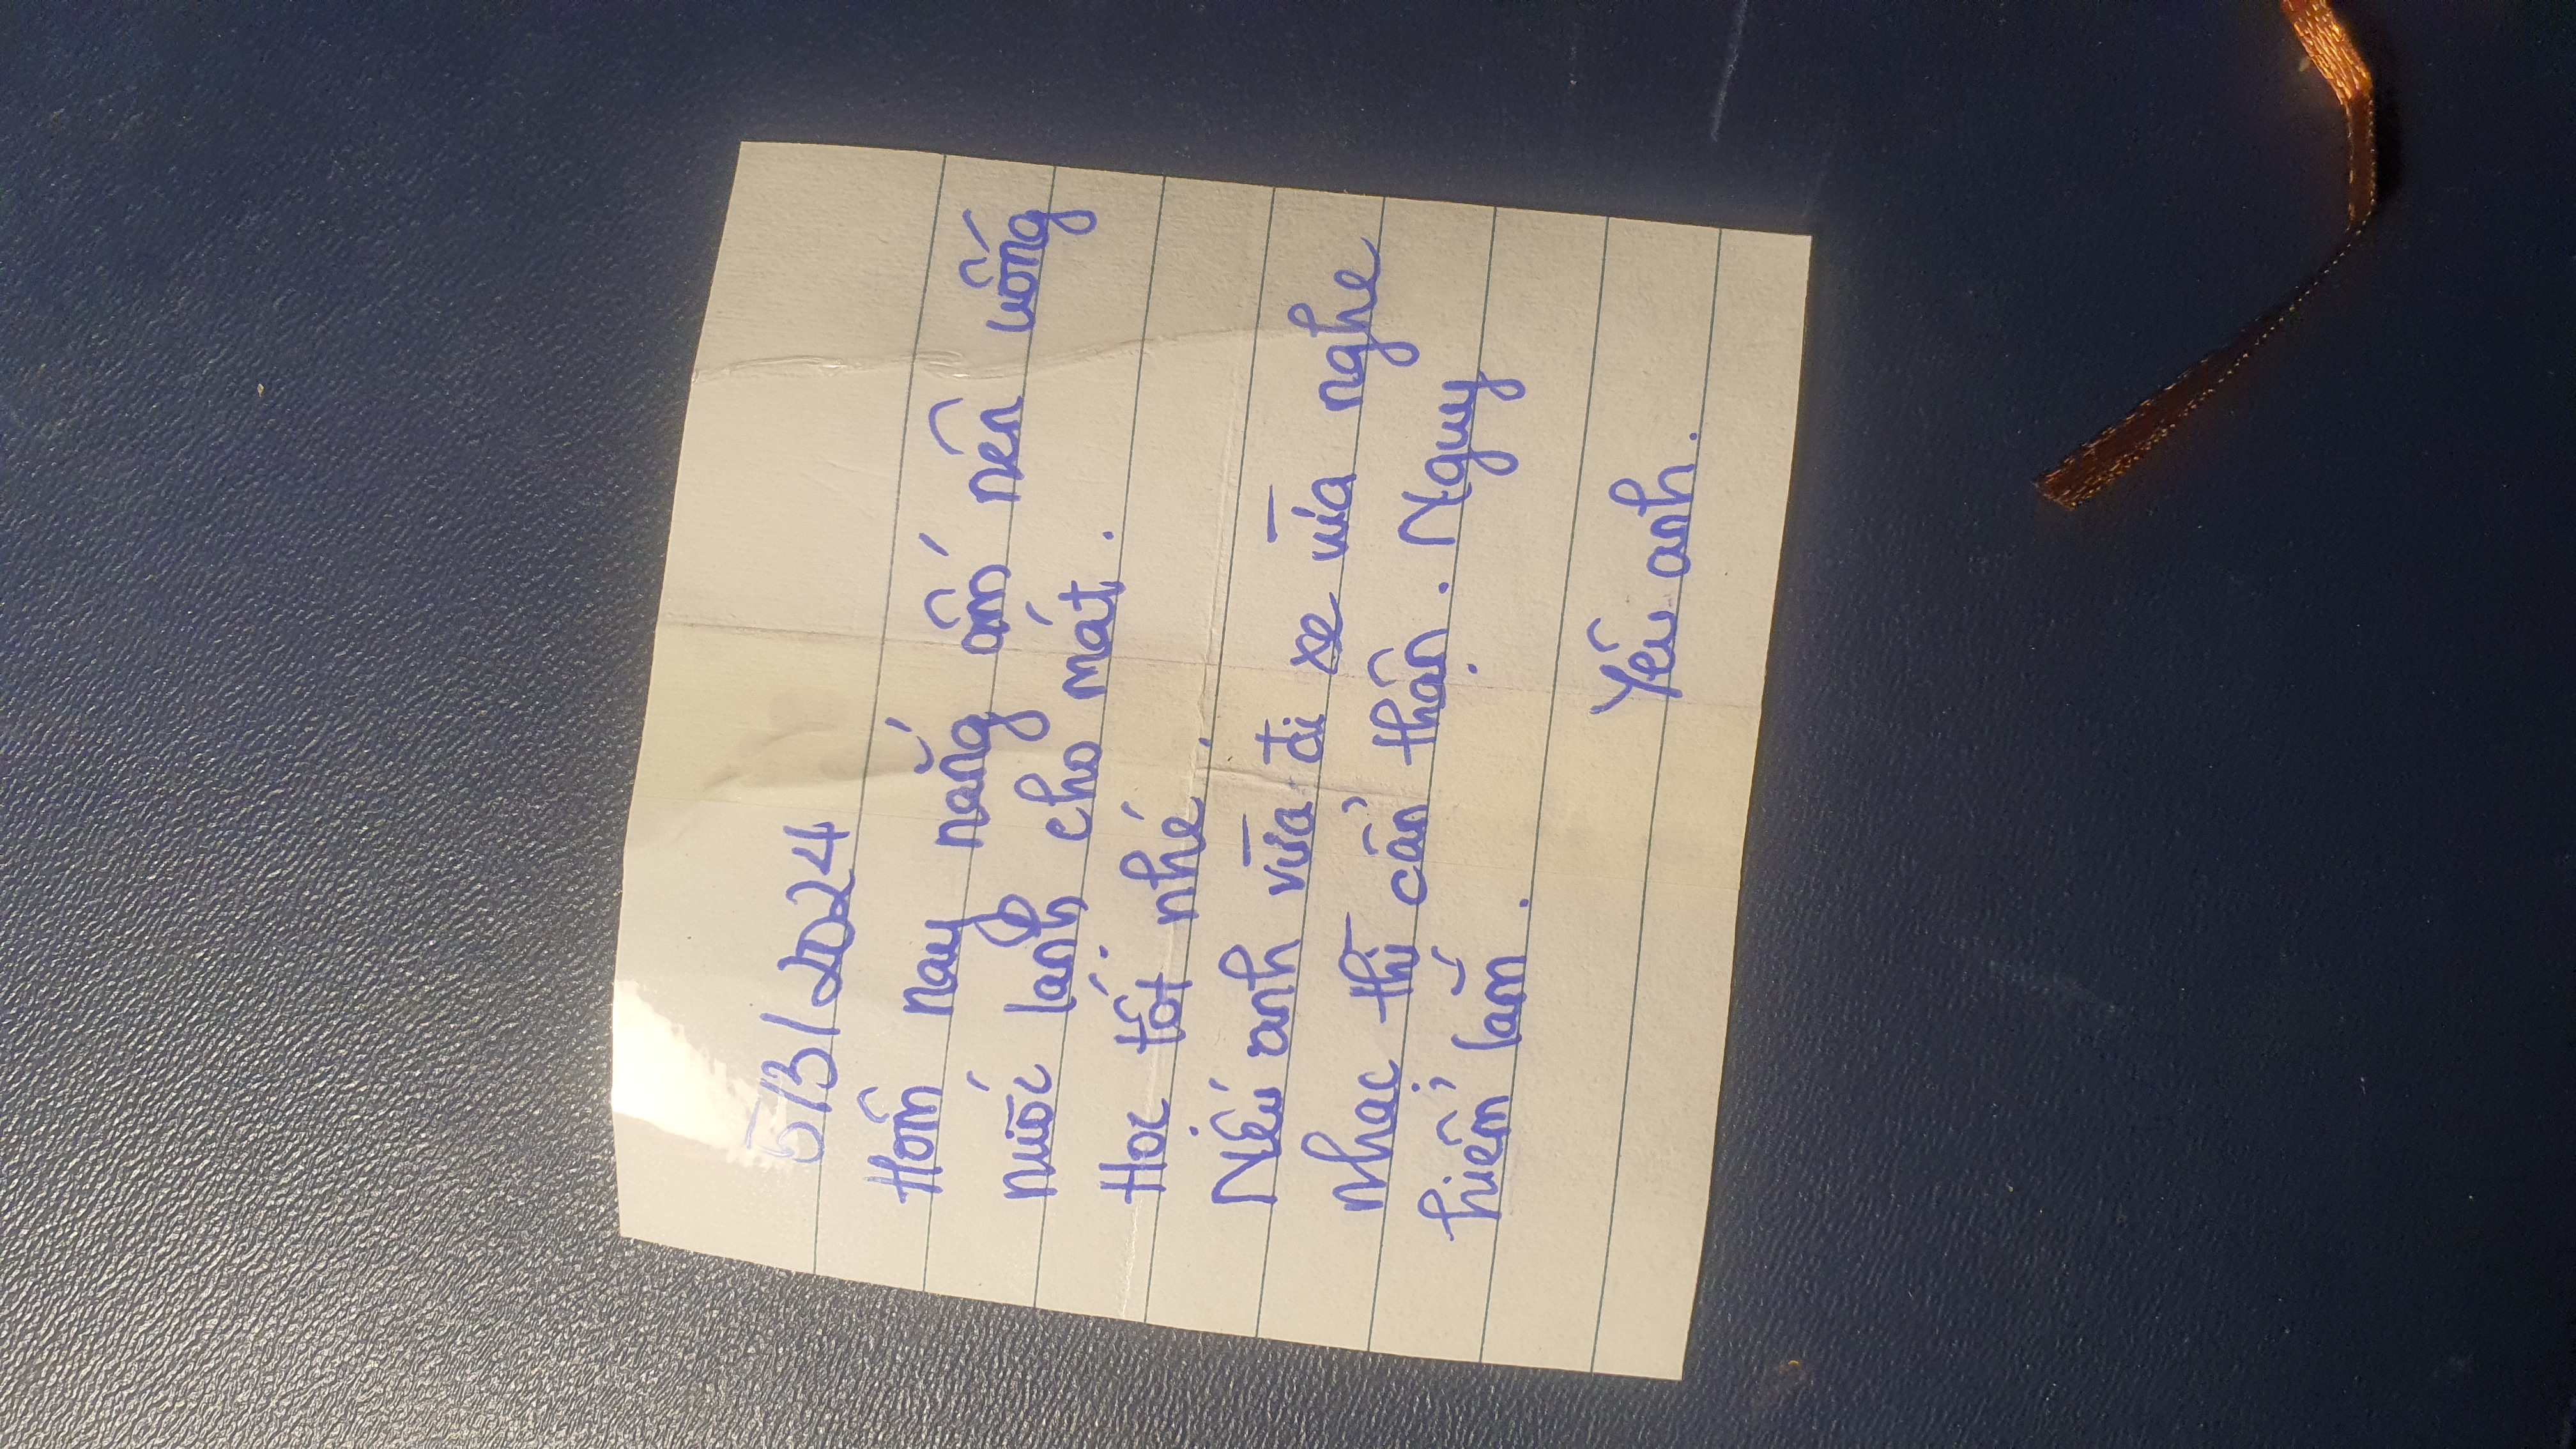 5/3/2024
Hôm nay nắng ấm nên uống
nước lạnh cho mát.
Học tốt nhé.
Nếu anh vừa đi xe vừa nghe
nhạc thì cẩn thận. Nguy
hiểm lắm.
Yêu anh.